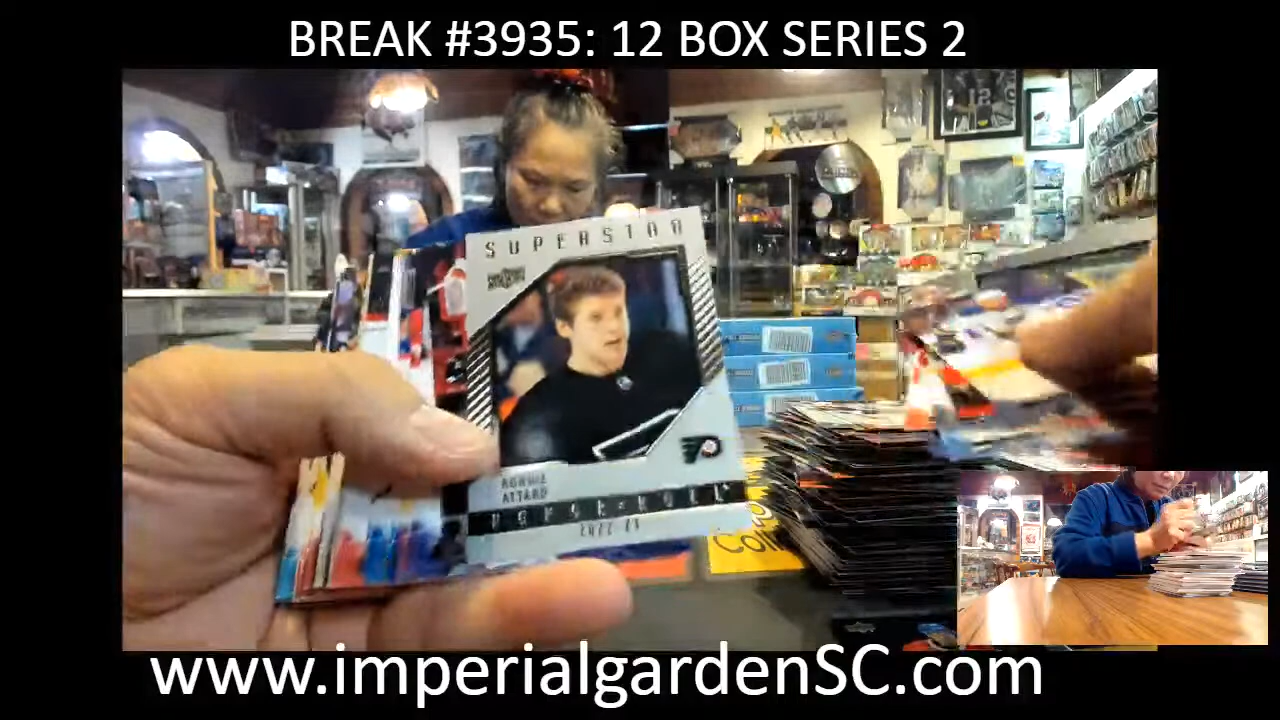 BREAK #3935: 12 BOX SERIES 2
SUPERSTAR
RONNIE
ATTARD
2022-23
www.imperialgardenSC.com